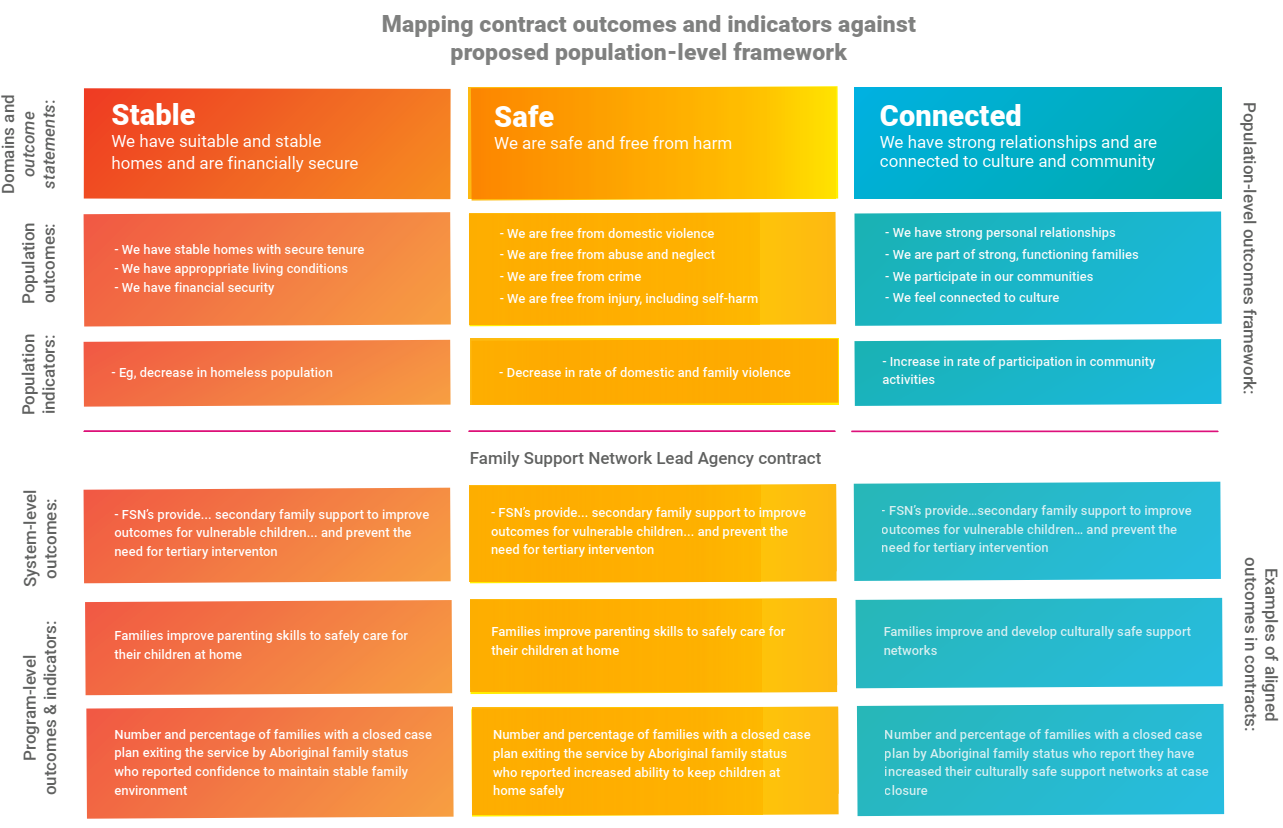 Mapping contract outcomes and indicators against
proposed population-level framework
Domains and
outcome
statements:
Stable
We have suitable and stable
homes and are financially secure
Safe
We are safe and free from harm
Connected
We have strong relationships and are
connected to culture and community
Population-level outcomes framework:
Population
outcomes:
- We have stable homes with secure tenure
- We have approppriate living conditions
- We have financial security
- We are free from domestic violence
- We are free from abuse and neglect
- We are free from crime
- We are free from injury, including self-harm
- We have strong personal relationships
- We are part of strong, functioning families
- We participate in our communities
- We feel connected to culture
Population
indicators:
- Eg, decrease in homeless population
- Decrease in rate of domestic and family violence
- Increase in rate of participation in community
activities
Family Support Network Lead Agency contract
System-level
outcomes:
- FSN's provide... secondary family support to improve
outcomes for vulnerable children... and prevent the
need for tertiary interventon
- FSN's provide... secondary family support to improve
outcomes for vulnerable children... and prevent the
need for tertiary interventon
- FSN's provide...secondary family support to improve
outcomes for vulnerable children... and prevent the
need for tertiary intervention
Examples of aligned
outcomes in contracts:
Program-level
outcomes & indicators:
Families improve parenting skills to safely care for
their children at home
Families improve parenting skills to safely care for
their children at home
Families improve and develop culturally safe support
networks
Number and percentage of families with a closed case
plan exiting the service by Aboriginal family status
who reported confidence to maintain stable family
environment
Number and percentage of families with a closed case
plan exiting the service by Aboriginal family status
who reported increased ability to keep children at
home safely
Number and percentage of families with a closed case
plan by Aboriginal family status who report they have
increased their culturally safe support networks at case
closure